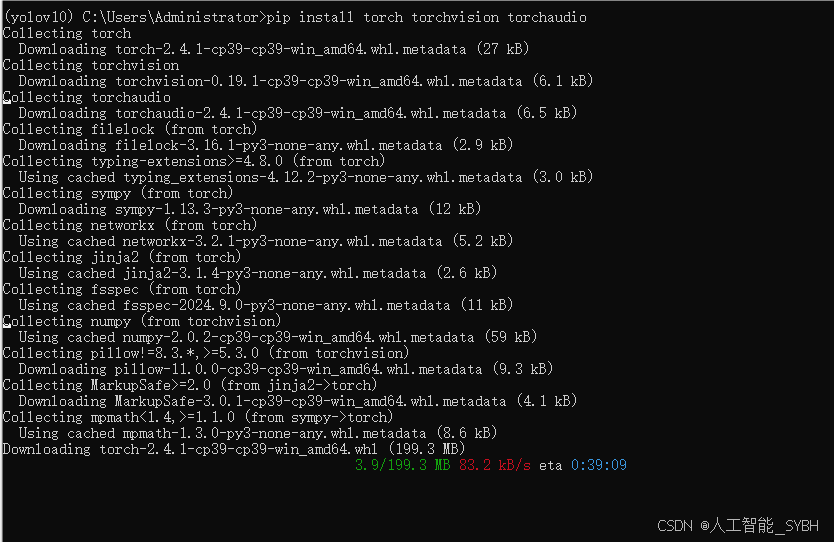 (yolov10) C:\Users\Administrator>pip install torch torchvision torchaudio
Collecting torch
  Downloading torch-2.4.1-cp39-cp39-win_amd64.whl.metadata (27 kB)
Collecting torchvision
  Downloading torchvision-0.19.1-cp39-cp39-win_amd64.whl.metadata (6.1 kB)
Collecting torchaudio
  Downloading torchaudio-2.4.1-cp39-cp39-win_amd64.whl.metadata (6.5 kB)
Collecting filelock (from torch)
  Downloading filelock-3.16.1-py3-none-any.whl.metadata (2.9 kB)
Collecting typing-extensions>=4.8.0 (from torch)
  Using cached typing_extensions-4.12.2-py3-none-any.whl.metadata (3.0 kB)
Collecting sympy (from torch)
  Downloading sympy-1.13.3-py3-none-any.whl.metadata (12 kB)
Collecting networkx (from torch)
  Using cached networkx-3.2.1-py3-none-any.whl.metadata (5.2 kB)
Collecting jinja2 (from torch)
  Using cached jinja2-3.1.4-py3-none-any.whl.metadata (2.6 kB)
Collecting fsspec (from torch)
  Using cached fsspec-2024.9.0-py3-none-any.whl.metadata (11 kB)
Collecting numpy (from torchvision)
  Using cached numpy-2.0.2-cp39-cp39-win_amd64.whl.metadata (59 kB)
Collecting pillow!=8.3.*,>=5.3.0 (from torchvision)
  Downloading pillow-11.0.0-cp39-cp39-win_amd64.whl.metadata (9.3 kB)
Collecting MarkupSafe>=2.0 (from jinja2->torch)
  Downloading MarkupSafe-3.0.1-cp39-cp39-win_amd64.whl.metadata (4.1 kB)
Collecting mpmath<1.4,>=1.1.0 (from sympy->torch)
  Using cached mpmath-1.3.0-py3-none-any.whl.metadata (8.6 kB)
Downloading torch-2.4.1-cp39-cp39-win_amd64.whl (199.3 MB)
3.9/199.3 MB 83.2 kB/s eta 0:39:09
CSDN @人工智能_SYBH